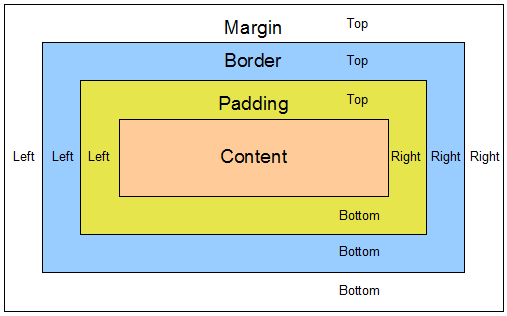 Margin Top
Border Top
Padding Top
Left Left Left Content Right Right Right
Bottom
Bottom
Bottom